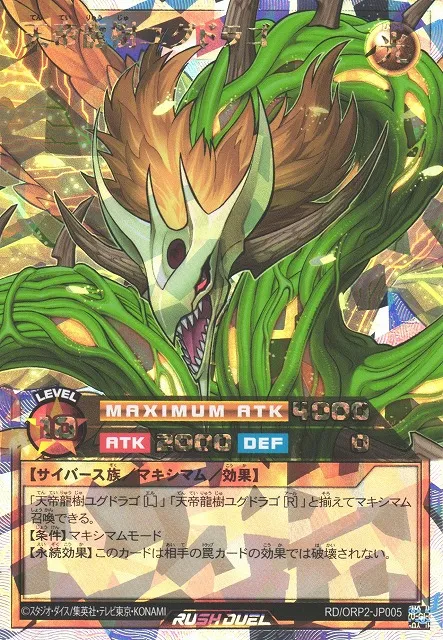 天帝龍樹ユグドラゴ
光
LEVEL
10
MAXIMUM ATK 4000
ATK 2000 DEF 0
【サイバース族／マキシマム／効果】
「天帝龍樹ユグドラゴ[L]」「天帝龍樹ユグドラゴ[R]」と揃えてマキシマム
召喚できる。
【条件】マキシマムモード
【永続効果】このカードは相手の罠カードの効果では破壊されない。
©スタジオ・ダイス/集英社・テレビ東京・KONAMI
RUSH DUEL
RD/ORP2-JP005